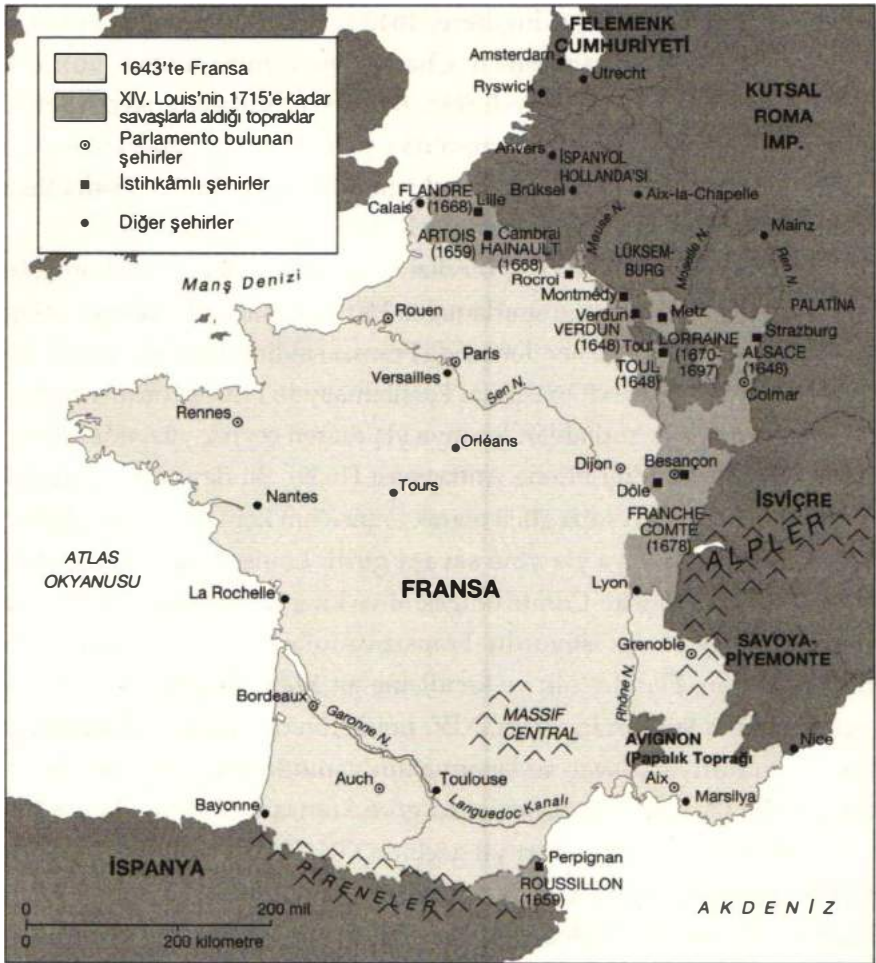 1643'te Fransa
XIV. Louis'nin 1715'e kadar
savaşlarla aldığı topraklar
Parlamento bulunan
şehirler
İstihkâmlı şehirler
Diğer şehirler
FELEMENK
CUMHURİYETİ
Amsterdam
Utrecht
Ryswick
KUTSAL
ROMA
İMP.
Anvers
İSPANYOL
HOLLANDA'SI
Brüksel
Aix-la-Chapelle
FLANDRE
(1668)
Lille
Calais
ARTOIS
(1659)
Cambrai
HAINAULT
(1668)
Meuse N.
LÜKSEM-
BURG
Moselle N.
Mainz
Ren N.
Rocroi
Montmédy
PALATİNA
Manş Denizi
Verdun
VERDUN
(1648)
Metz
Toul
TOUL
(1648)
LORRAINE
(1670-
1697)
Strazburg
ALSACE
(1648)
Colmar
Rouen
Paris
Versailles
Sen N.
Rennes
Orléans
Dijon
Besançon
Dôle
Nantes
Tours
FRANCHE-
COMTE
(1678)
İSVİÇRE
ALPLER
ATLAS
OKYANUSU
La Rochelle
FRANSA
Lyon
Grenoble
SAVOYA-
PİYEMONTE
Rhône N.
Bordeaux
Garonne N.
MASSIF
CENTRAL
AVIGNON
(Papalık Toprağı
Nice
Auch
Toulouse
Aix
Marsilya
Languedoc Kanalı
Bayonne
İSPANYA
PİRENELER
Perpignan
ROUSSILLON
(1659)
AKDENİZ
0 200 mil
0 200 kilometre